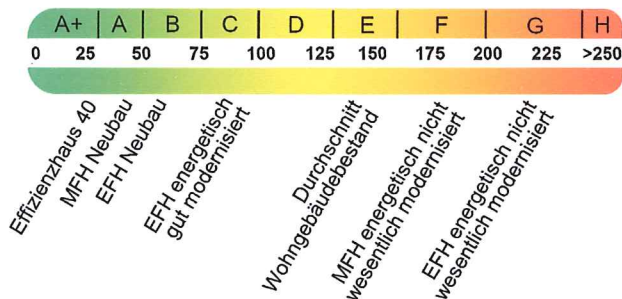 A+ A B C D E F G H
0 25 50 75 100 125 150 175 200 225 >250
Effizienzhaus 40
MFH Neubau
EFH Neubau
EFH energetisch
gut modernisiert
Durchschnitt
Wohngebäudebestand
MFH energetisch nicht
wesentlich modernisiert
EFH energetisch nicht
wesentlich modernisiert